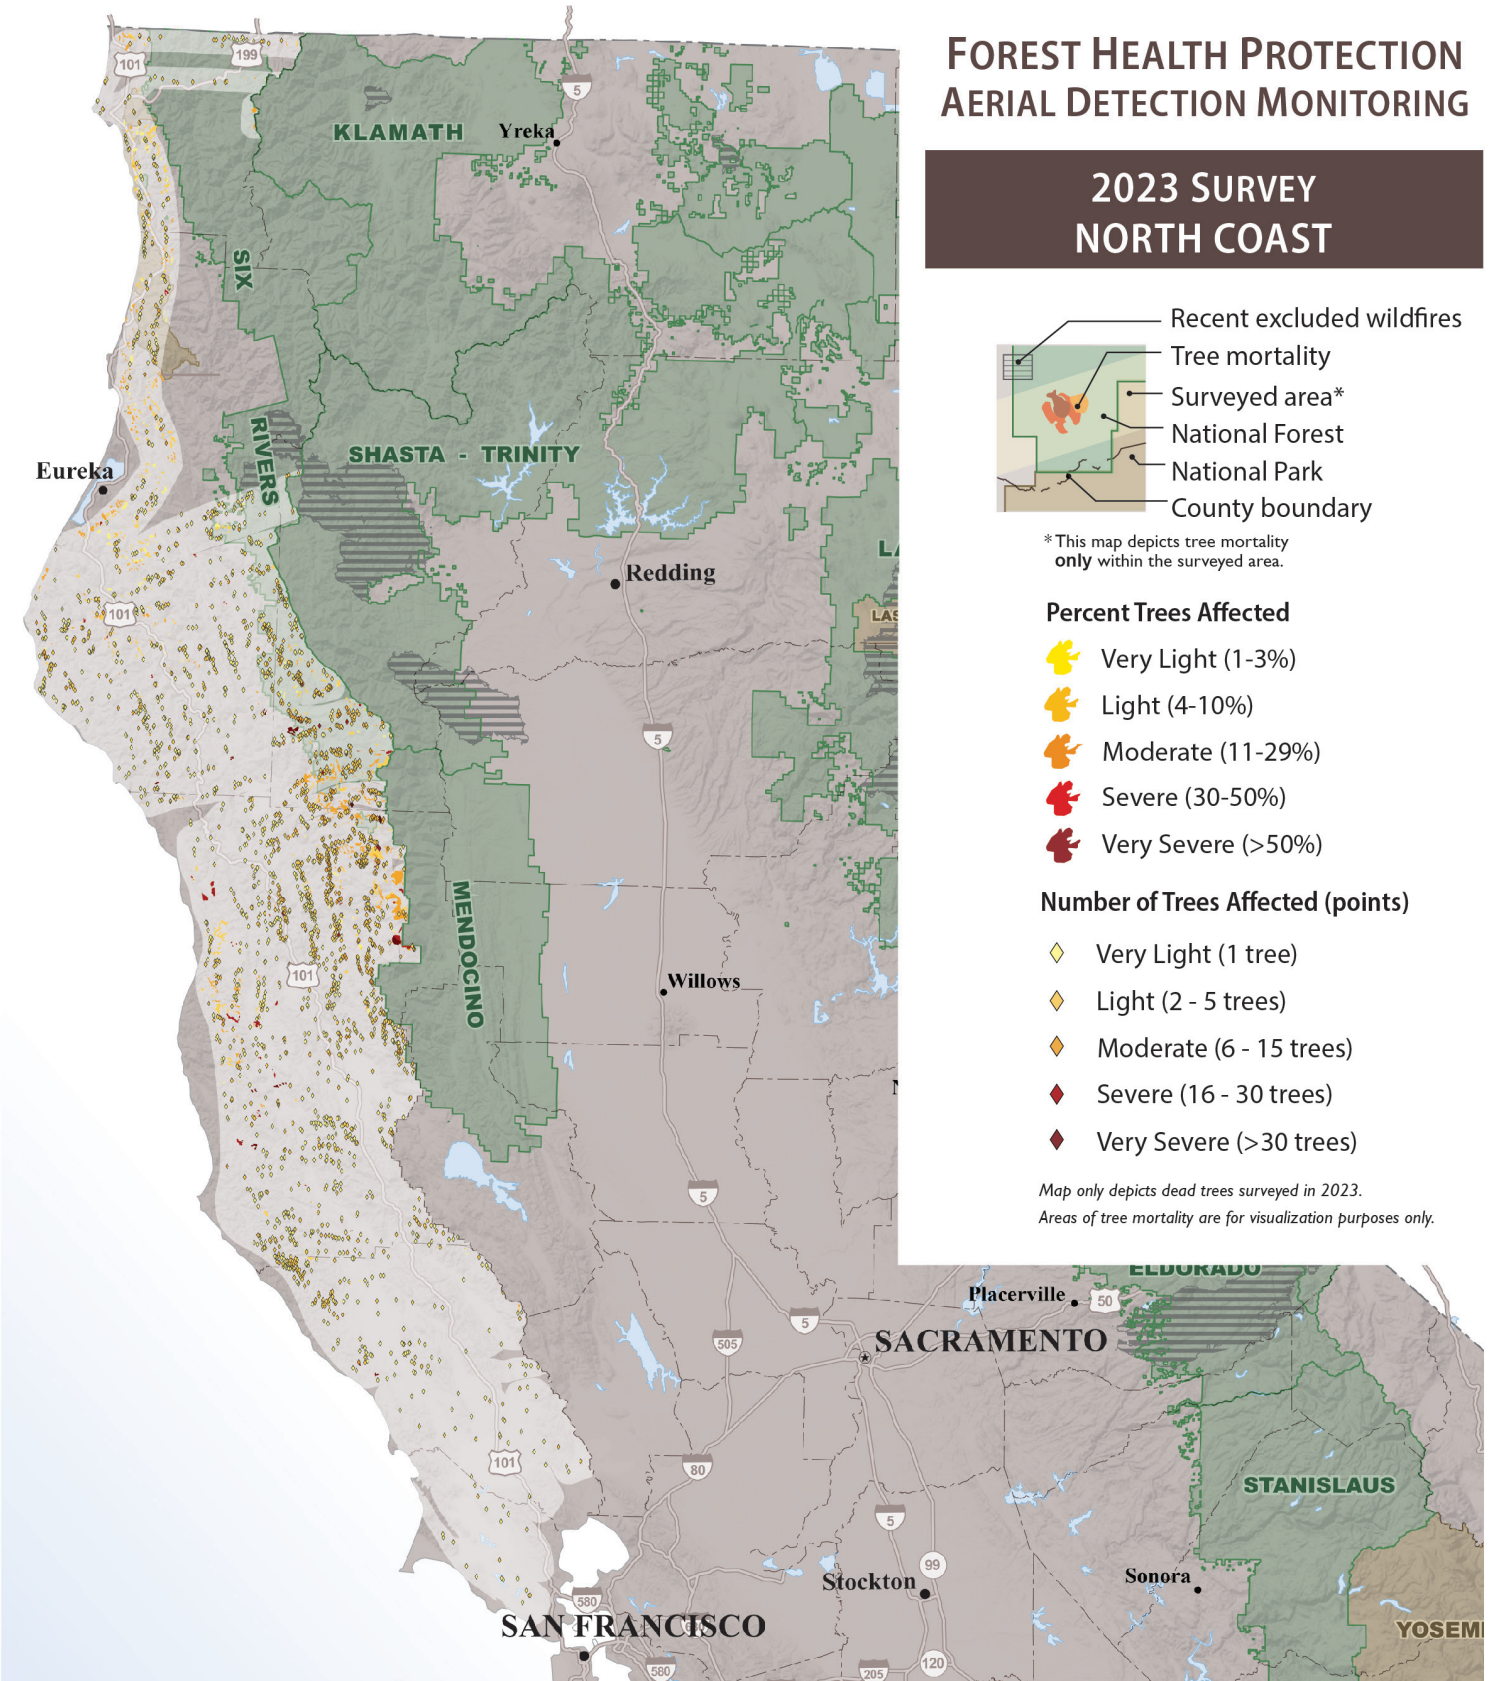 FOREST HEALTH PROTECTION
AERIAL DETECTION MONITORING
2023 SURVEY
NORTH COAST
Recent excluded wildfires
Tree mortality
Surveyed area*
National Forest
National Park
County boundary
* This map depicts tree mortality
only within the surveyed area.
Percent Trees Affected
Very Light (1-3%)
Light (4-10%)
Moderate (11-29%)
Severe (30-50%)
Very Severe (>50%)
Number of Trees Affected (points)
Very Light (1 tree)
Light (2 - 5 trees)
Moderate (6 - 15 trees)
Severe (16 - 30 trees)
Very Severe (>30 trees)
Map only depicts dead trees surveyed in 2023.
Areas of tree mortality are for visualization purposes only.
101
199
5
KLAMATH
Yreka
SIX
RIVERS
SHASTA - TRINITY
Eureka
LA
Redding
LAS
101
5
MENDOCINO
101
Willows
N
5
ELDORADO
Placerville
50
5
505
SACRAMENTO
80
101
STANISLAUS
5
99
Stockton
Sonora
580
SAN FRANCISCO
YOSEMI
580
205
120